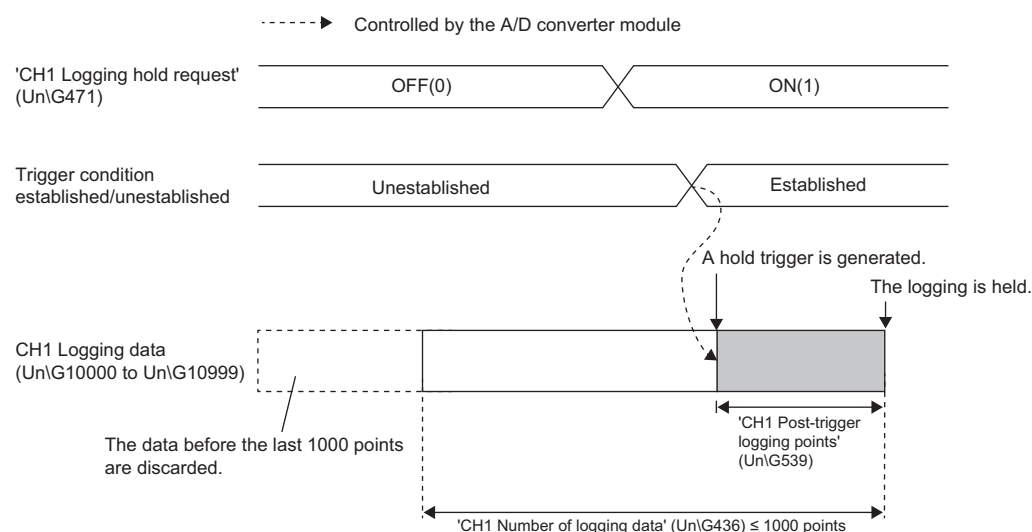 Controlled by the A/D converter module
'CH1 Logging hold request'
(Un\G471)
OFF(0)
ON(1)
Trigger condition
established/unestablished
Unestablished
Established
A hold trigger is generated.
The logging is held.
CH1 Logging data
(Un\G10000 to Un\G10999)
The data before the last 1000 points
are discarded.
'CH1 Post-trigger
logging points'
(Un\G539)
'CH1 Number of logging data' (Un\G436) ≤ 1000 points